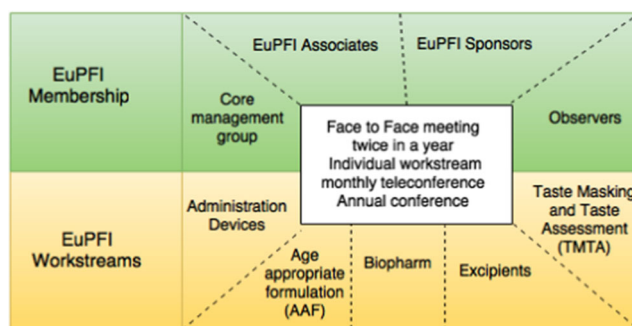 EuPFI
Membership
EuPFI Associates
EuPFI Sponsors
Core
management
group
Observers
Face to Face meeting
twice in a year
Individual workstream
monthly teleconference
Annual conference
EuPFI
Workstreams
Administration
Devices
Age
appropriate
formulation
(AAF)
Biopharm
Excipients
Taste Masking
and Taste
Assessment
(TMTA)